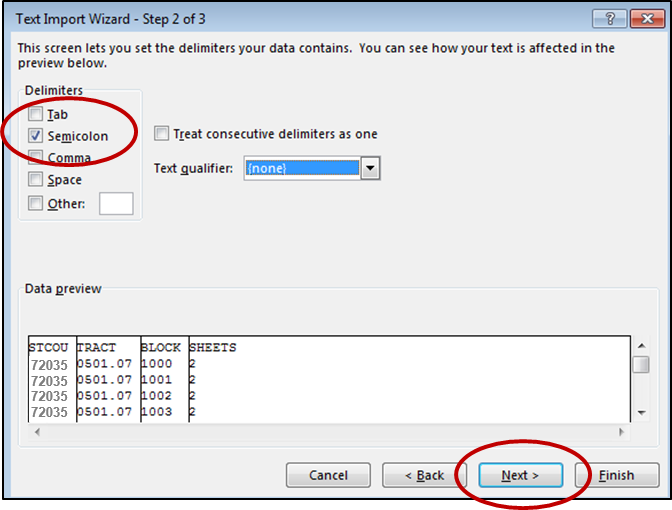 Text Import Wizard - Step 2 of 3
This screen lets you set the delimiters your data contains. You can see how your text is affected in the
preview below.
Delimiters
Tab
Semicolon
Comma
Space
Other:
Treat consecutive delimiters as one
Text qualifier: {none}
Data preview
STCOU TRACT BLOCK SHEETS
72035 0501.07 1000 2
72035 0501.07 1001 2
72035 0501.07 1002 2
72035 0501.07 1003 2
Cancel < Back Next > Finish